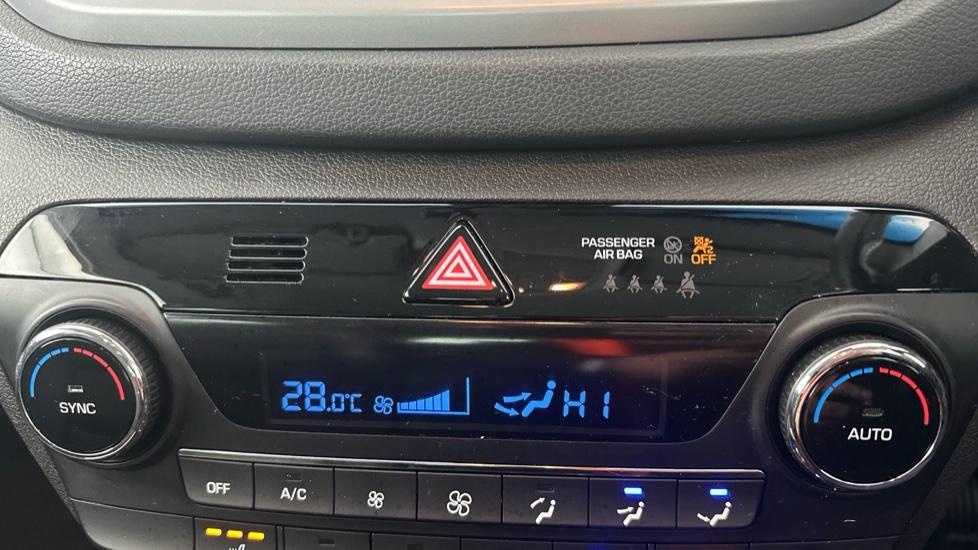 PASSENGER
AIR BAG
ON OFF
28.0°C HI
SYNC
AUTO
OFF
A/C